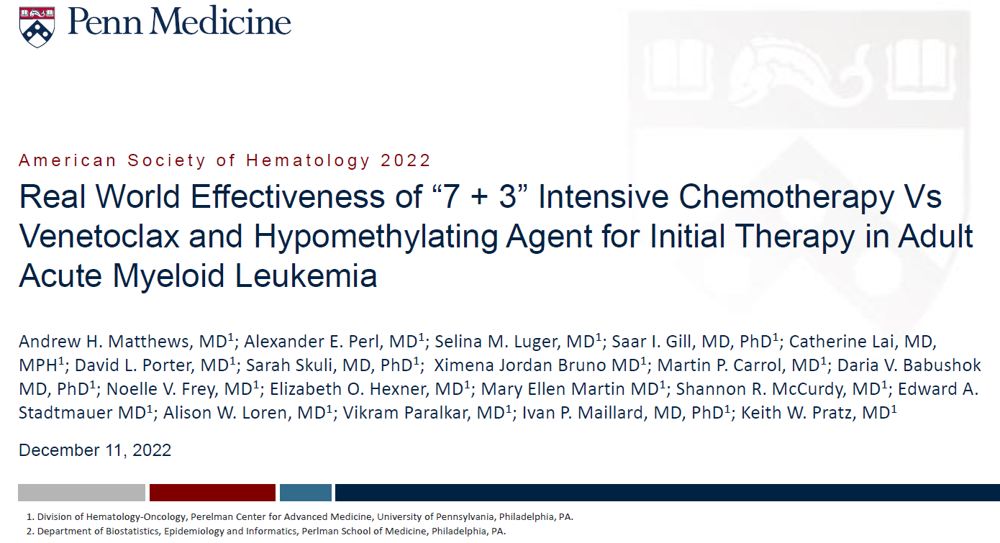 Penn Medicine
American Society of Hematology 2022
Real World Effectiveness of “7 + 3” Intensive Chemotherapy Vs
Venetoclax and Hypomethylating Agent for Initial Therapy in Adult
Acute Myeloid Leukemia
Andrew H. Matthews, MD¹; Alexander E. Perl, MD¹; Selina M. Luger, MD¹; Saar I. Gill, MD, PhD¹; Catherine Lai, MD,
MPH¹; David L. Porter, MD¹; Sarah Skuli, MD, PhD¹; Ximena Jordan Bruno MD¹; Martin P. Carrol, MD¹; Daria V. Babushok
MD, PhD¹; Noelle V. Frey, MD¹; Elizabeth O. Hexner, MD¹; Mary Ellen Martin MD¹; Shannon R. McCurdy, MD¹; Edward A.
Stadtmauer MD¹; Alison W. Loren, MD¹; Vikram Paralkar, MD¹; Ivan P. Maillard, MD, PhD¹; Keith W. Pratz, MD¹
December 11, 2022
1. Division of Hematology-Oncology, Perelman Center for Advanced Medicine, University of Pennsylvania, Philadelphia, PA.
2. Department of Biostatistics, Epidemiology and Informatics, Perlman School of Medicine, Philadelphia, PA.